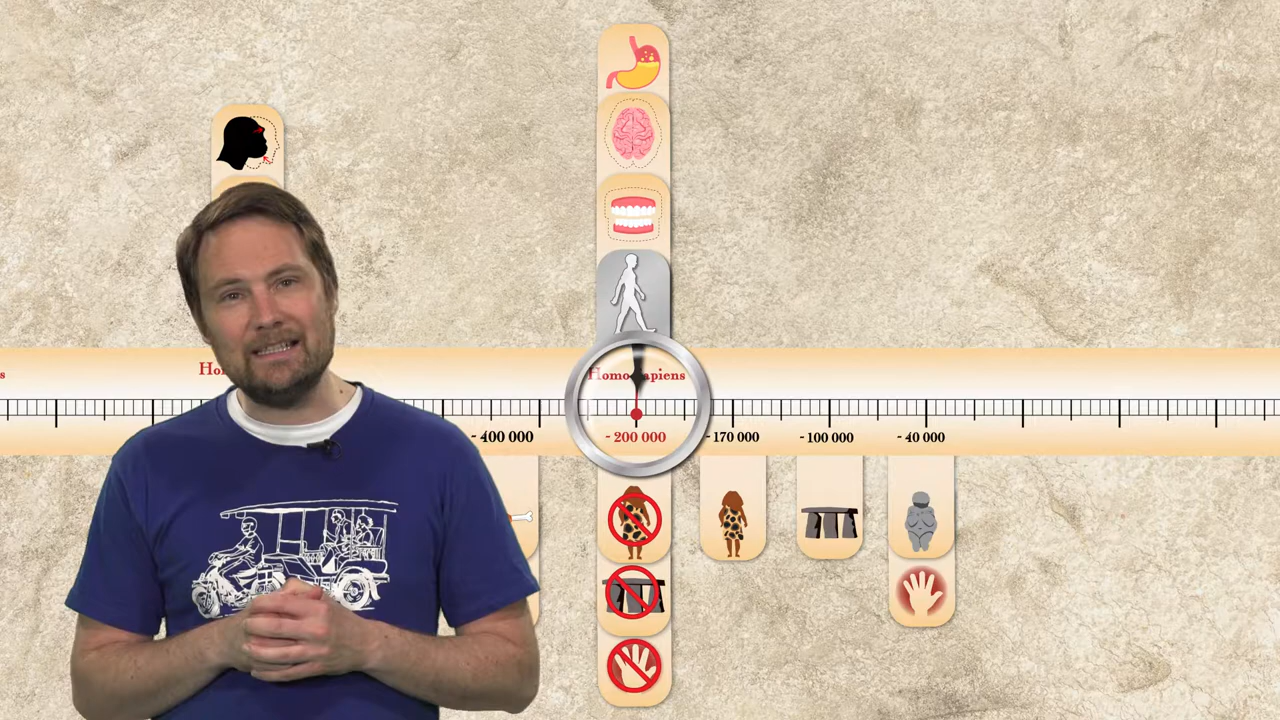 Homo sapiens
- 400 000
- 200 000
- 170 000
- 100 000
- 40 000